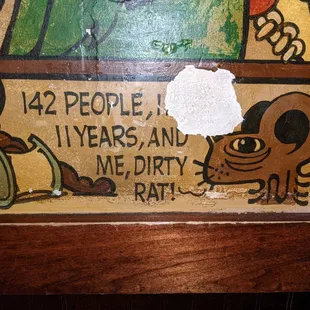 142 PEOPLE,
11 YEARS, AND
ME, DIRTY
RAT!